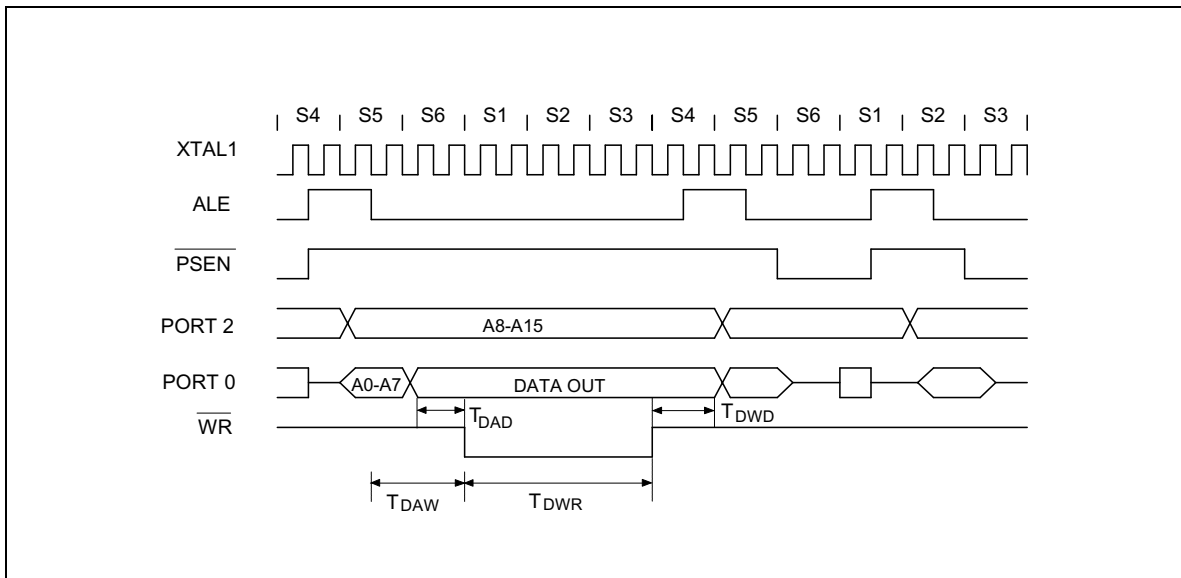 S4 S5 S6 S1 S2 S3 S4 S5 S6 S1 S2 S3
XTAL1
ALE
PSEN
PORT 2 A8-A15
PORT 0 A0-A7 DATA OUT
WR TDAD TDWD
TDAW TDWR